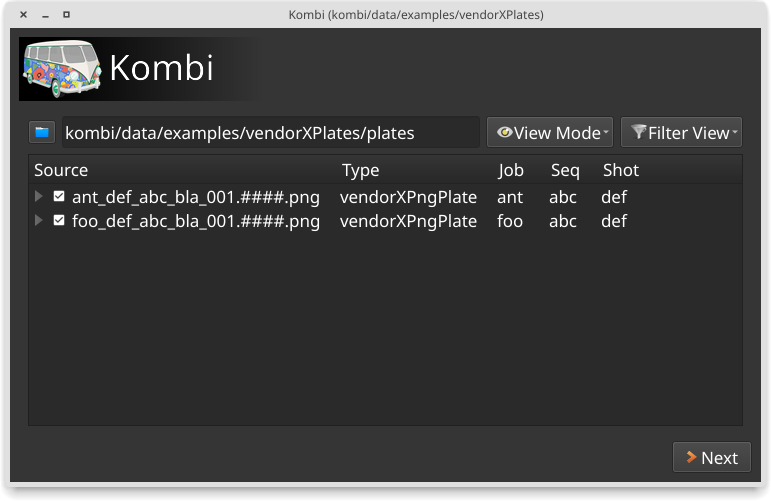 Kombi (kombi/data/examples/vendorXPlates)
Kombi
kombi/data/examples/vendorXPlates/plates View Mode Filter View
Source Type Job Seq Shot
ant_def_abc_bla_001.####.png vendorXPngPlate ant abc def
foo_def_abc_bla_001.####.png vendorXPngPlate foo abc def
Next